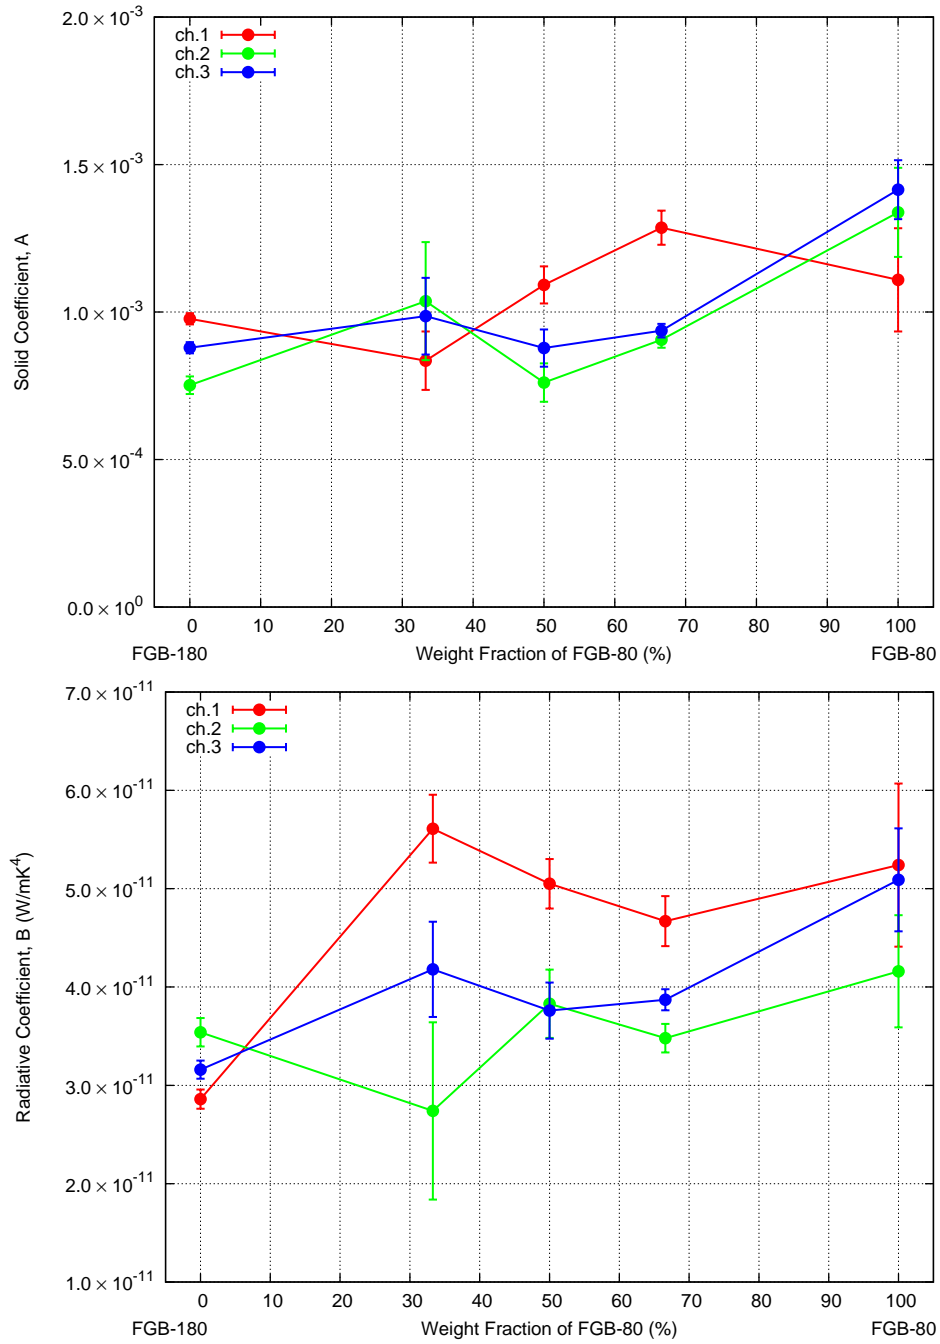 2.0 × 10⁻³
ch.1
ch.2
ch.3
1.5 × 10⁻³
1.0 × 10⁻³
Solid Coefficient, A
5.0 × 10⁻⁴
0.0 × 10⁰
0 10 20 30 40 50 60 70 80 90 100
FGB-180 Weight Fraction of FGB-80 (%) FGB-80
7.0 × 10⁻¹¹
ch.1
ch.2
ch.3
6.0 × 10⁻¹¹
5.0 × 10⁻¹¹
Radiative Coefficient, B (W/mK⁴)
4.0 × 10⁻¹¹
3.0 × 10⁻¹¹
2.0 × 10⁻¹¹
1.0 × 10⁻¹¹
0 10 20 30 40 50 60 70 80 90 100
FGB-180 Weight Fraction of FGB-80 (%) FGB-80